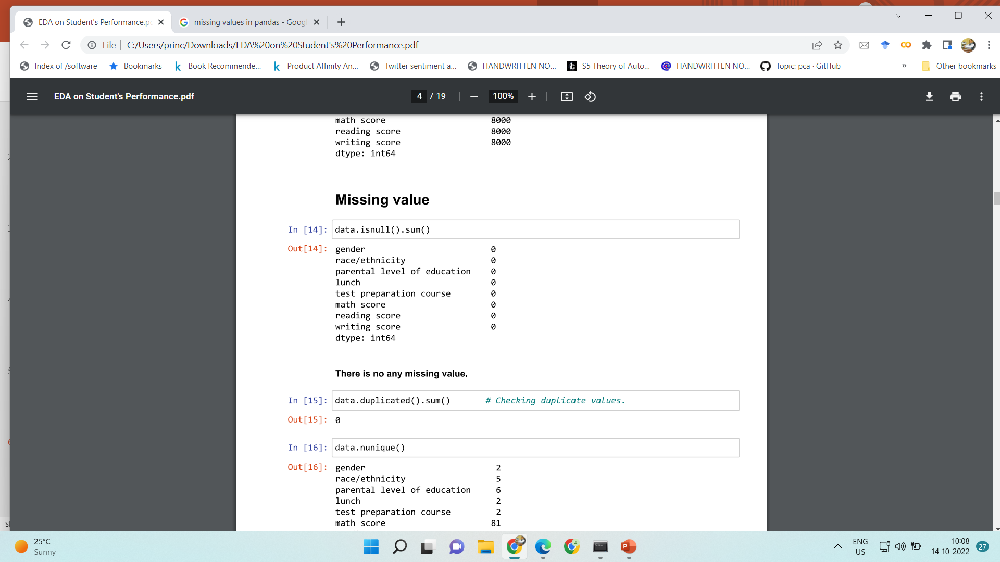 EDA on Student's Performance.p
missing values in pandas - Goog
File
C:/Users/princ/Downloads/EDA%20on%20Student's%20Performance.pdf
Index of /software
Bookmarks
Book Recommende...
Product Affinity An...
Twitter sentiment a...
HANDWRITTEN NO...
S5 Theory of Auto...
HANDWRITTEN NO...
Topic: pca · GitHub
»
Other bookmarks
EDA on Student's Performance.pdf
4 / 19
100%
math score 8000
reading score 8000
writing score 8000
dtype: int64
Missing value
In [14]: data.isnull().sum()
Out[14]: gender 0
race/ethnicity 0
parental level of education 0
lunch 0
test preparation course 0
math score 0
reading score 0
writing score 0
dtype: int64
There is no any missing value.
In [15]: data.duplicated().sum() # Checking duplicate values.
Out[15]: 0
In [16]: data.nunique()
Out[16]: gender 2
race/ethnicity 5
parental level of education 6
lunch 2
test preparation course 2
math score 81
25°C
Sunny
ENG
US
10:08
14-10-2022
27